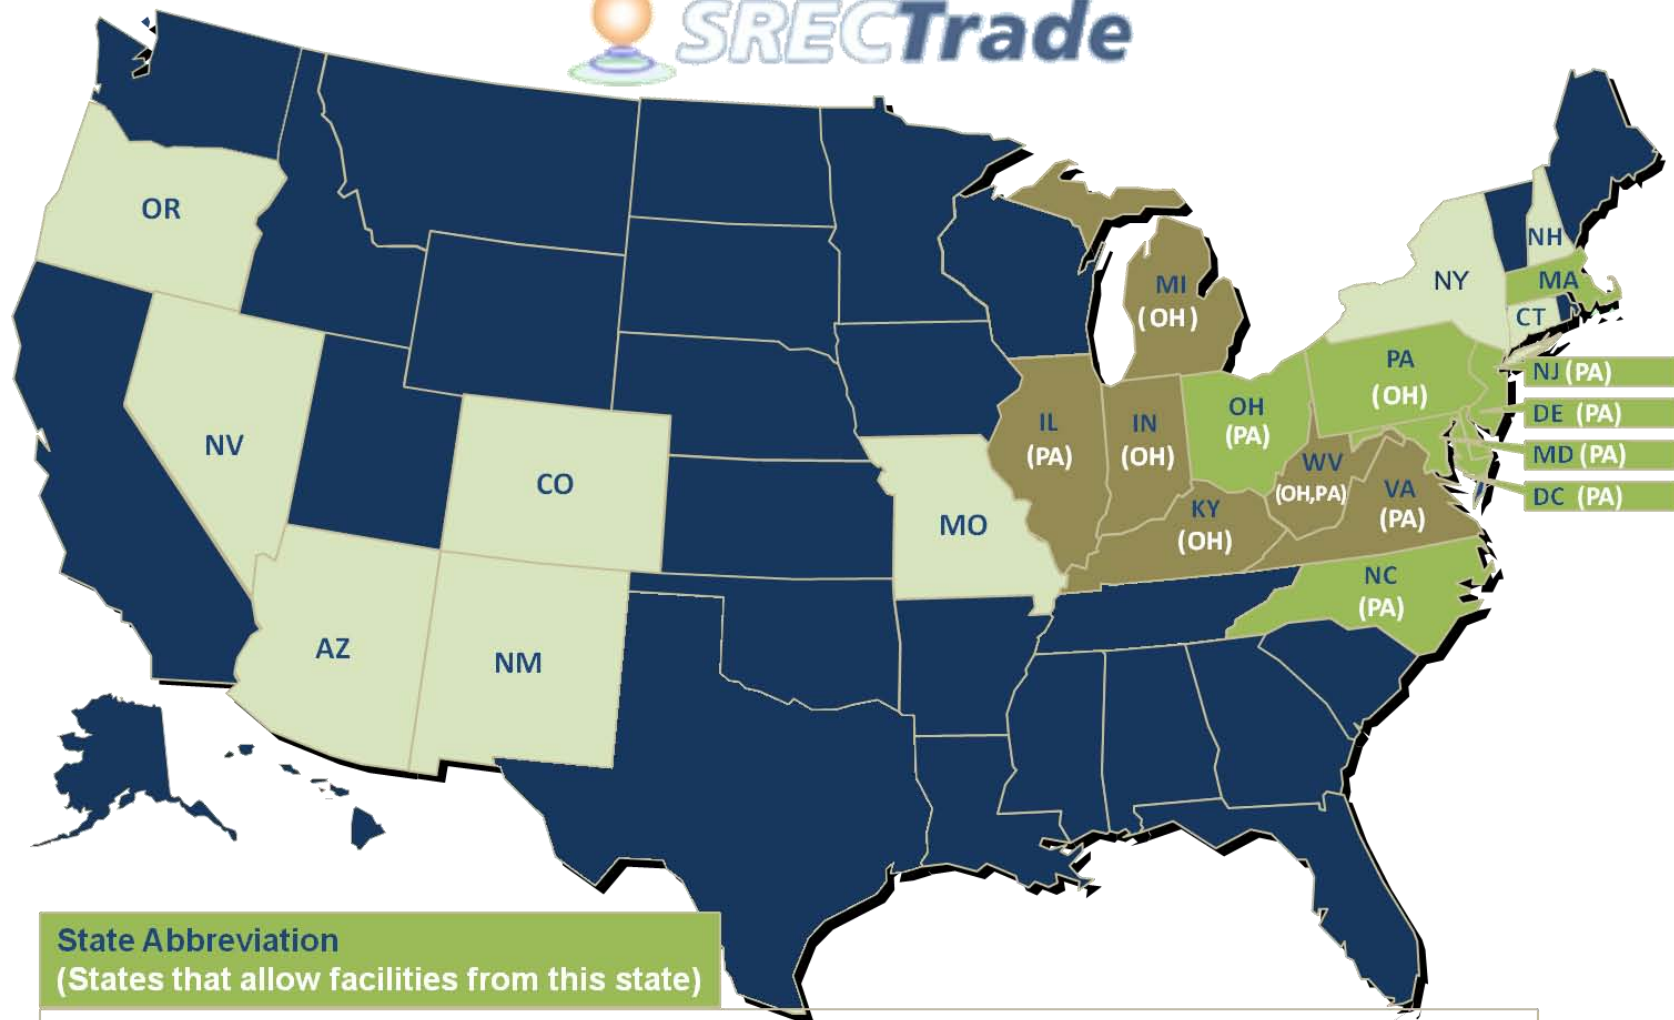 SRECTrade
OR
NV
CO
AZ
NM
MO
MI
(OH)
IL
(PA)
IN
(OH)
OH
(PA)
KY
(OH)
WV
(OH,PA)
VA
(PA)
NC
(PA)
PA
(OH)
NY
NH
MA
CT
NJ (PA)
DE (PA)
MD (PA)
DC (PA)
State Abbreviation
(States that allow facilities from this state)